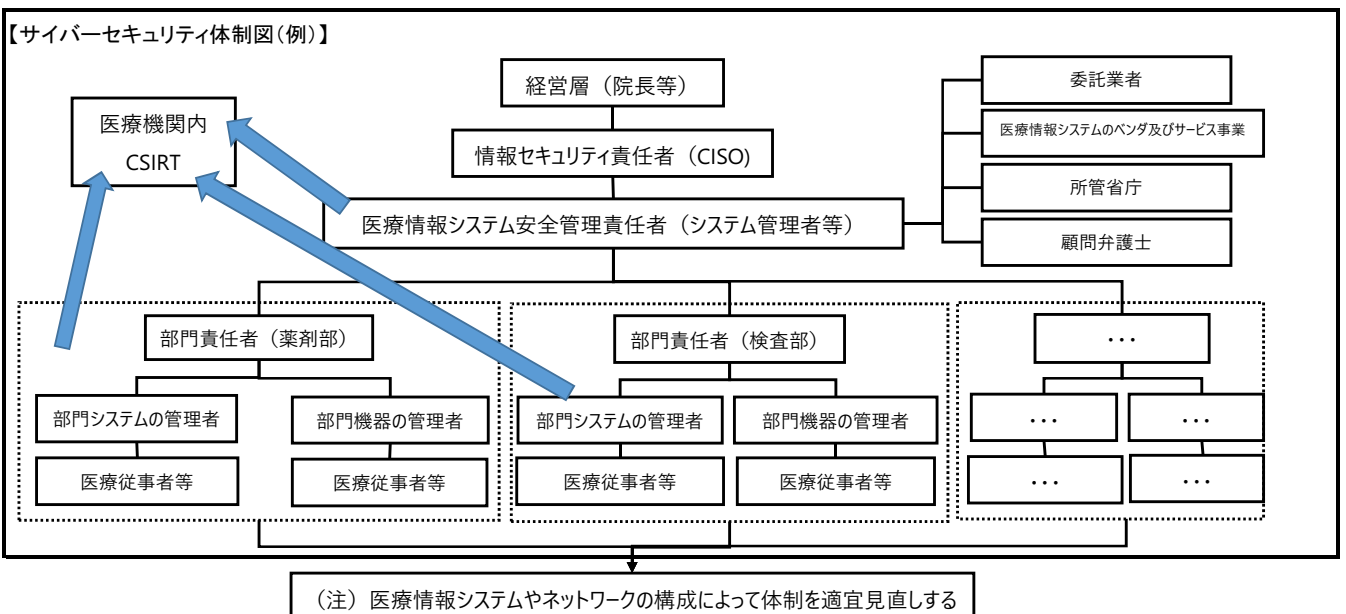 【サイバーセキュリティ体制図（例）】
経営層（院長等）
委託業者
医療機関内
CSIRT
医療情報システムのベンダ及びサービス事業
情報セキュリティ責任者（CISO)
所管省庁
医療情報システム安全管理責任者（システム管理者等）
顧問弁護士
部門責任者（薬剤部）
部門責任者（検査部）
・・・
部門システムの管理者
部門機器の管理者
部門システムの管理者
部門機器の管理者
・・・
・・・
医療従事者等
医療従事者等
医療従事者等
医療従事者等
・・・
・・・
（注）医療情報システムやネットワークの構成によって体制を適宜見直しする